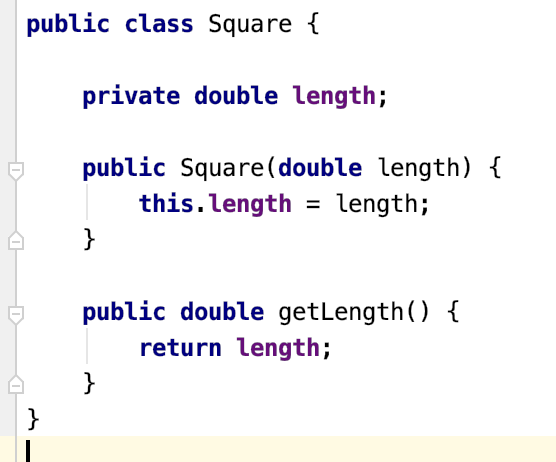 public class Square {
private double length;
public Square(double length) {
this.length = length;
}
public double getLength() {
return length;
}
}